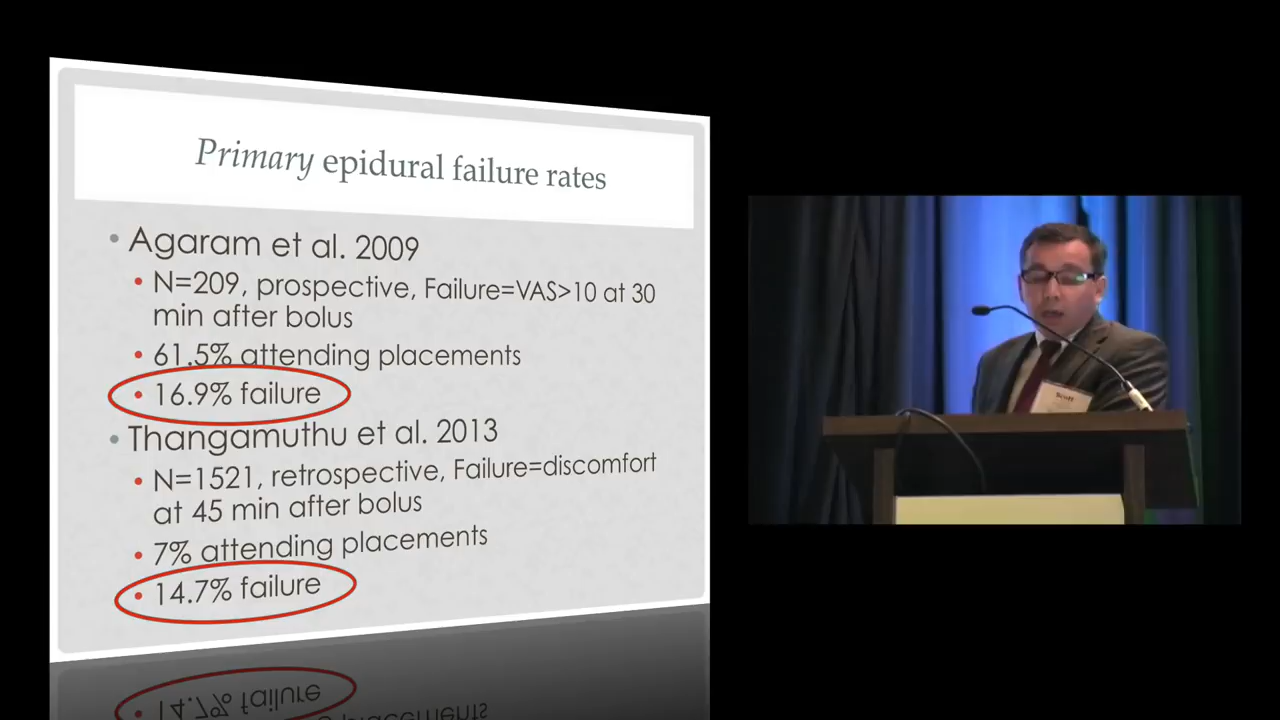 Primary epidural failure rates
• Agaram et al. 2009
• N=209, prospective, Failure=VAS>10 at 30
min after bolus
• 61.5% attending placements
• 16.9% failure
• Thangamuthu et al. 2013
• N=1521, retrospective, Failure=discomfort
at 45 min after bolus
• 7% attending placements
• 14.7% failure
Scott